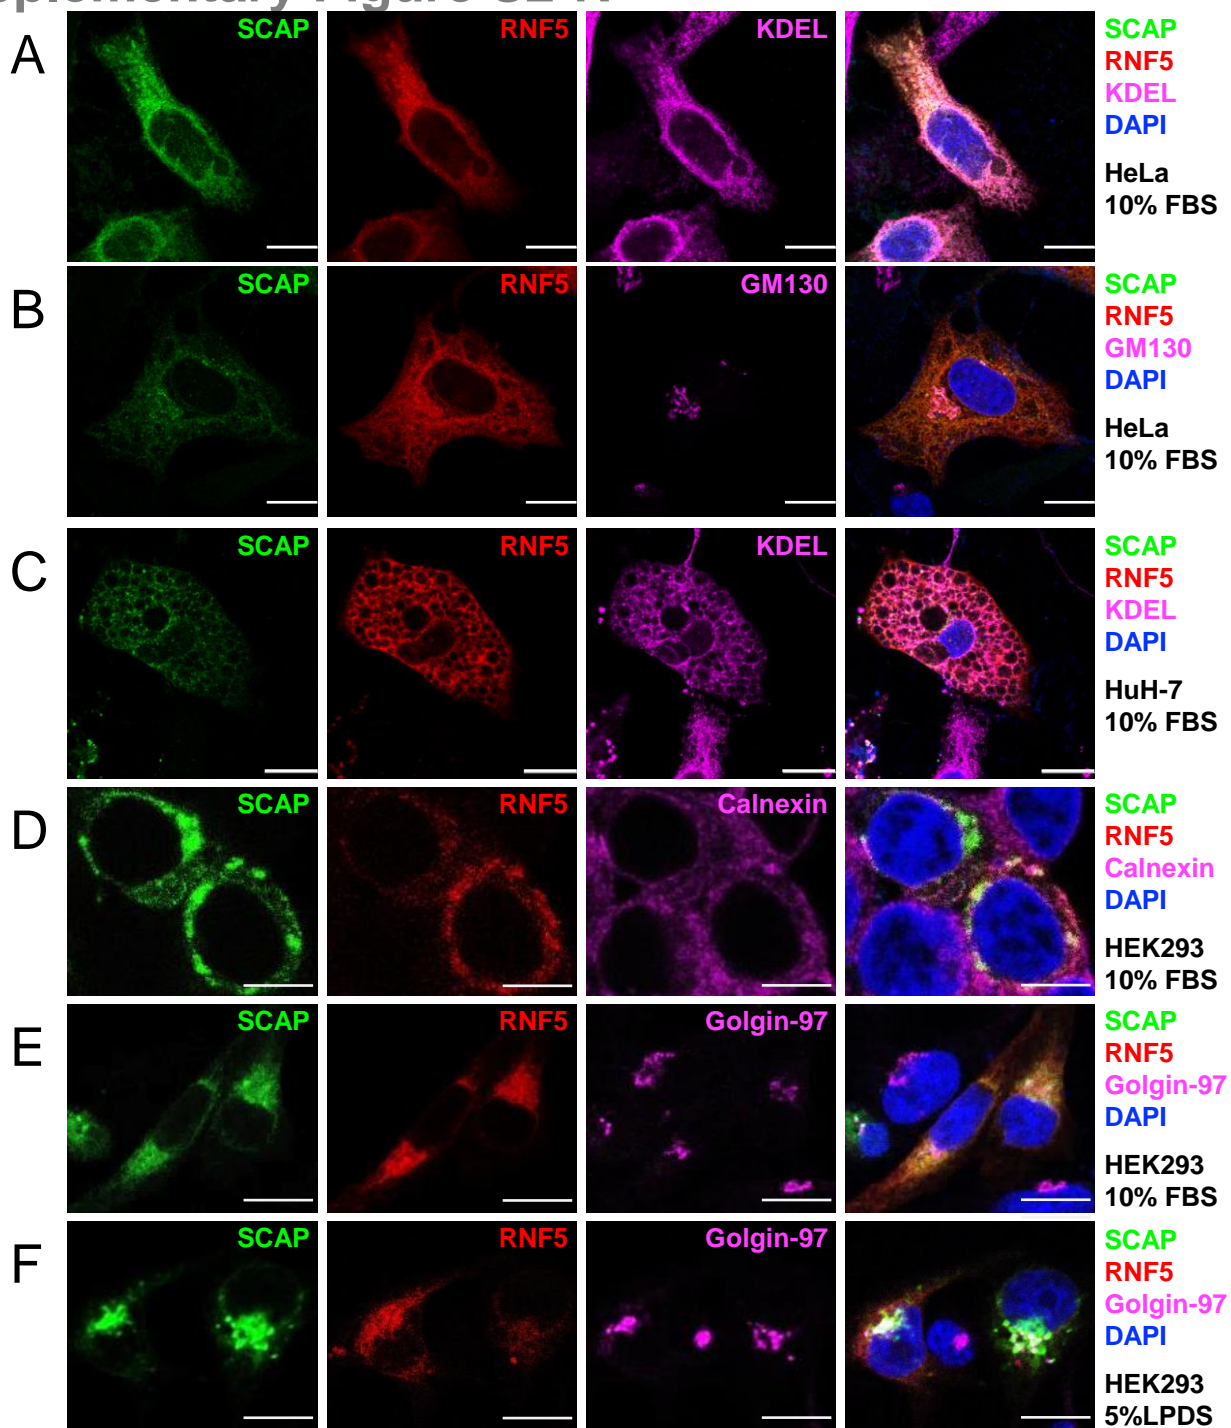 A
SCAP
RNF5
KDEL
SCAP
RNF5
KDEL
DAPI
HeLa
10% FBS
B
SCAP
RNF5
GM130
SCAP
RNF5
GM130
DAPI
HeLa
10% FBS
C
SCAP
RNF5
KDEL
SCAP
RNF5
KDEL
DAPI
HuH-7
10% FBS
D
SCAP
RNF5
Calnexin
SCAP
RNF5
Calnexin
DAPI
HEK293
10% FBS
E
SCAP
RNF5
Golgin-97
SCAP
RNF5
Golgin-97
DAPI
HEK293
10% FBS
F
SCAP
RNF5
Golgin-97
SCAP
RNF5
Golgin-97
DAPI
HEK293
5%LPDS